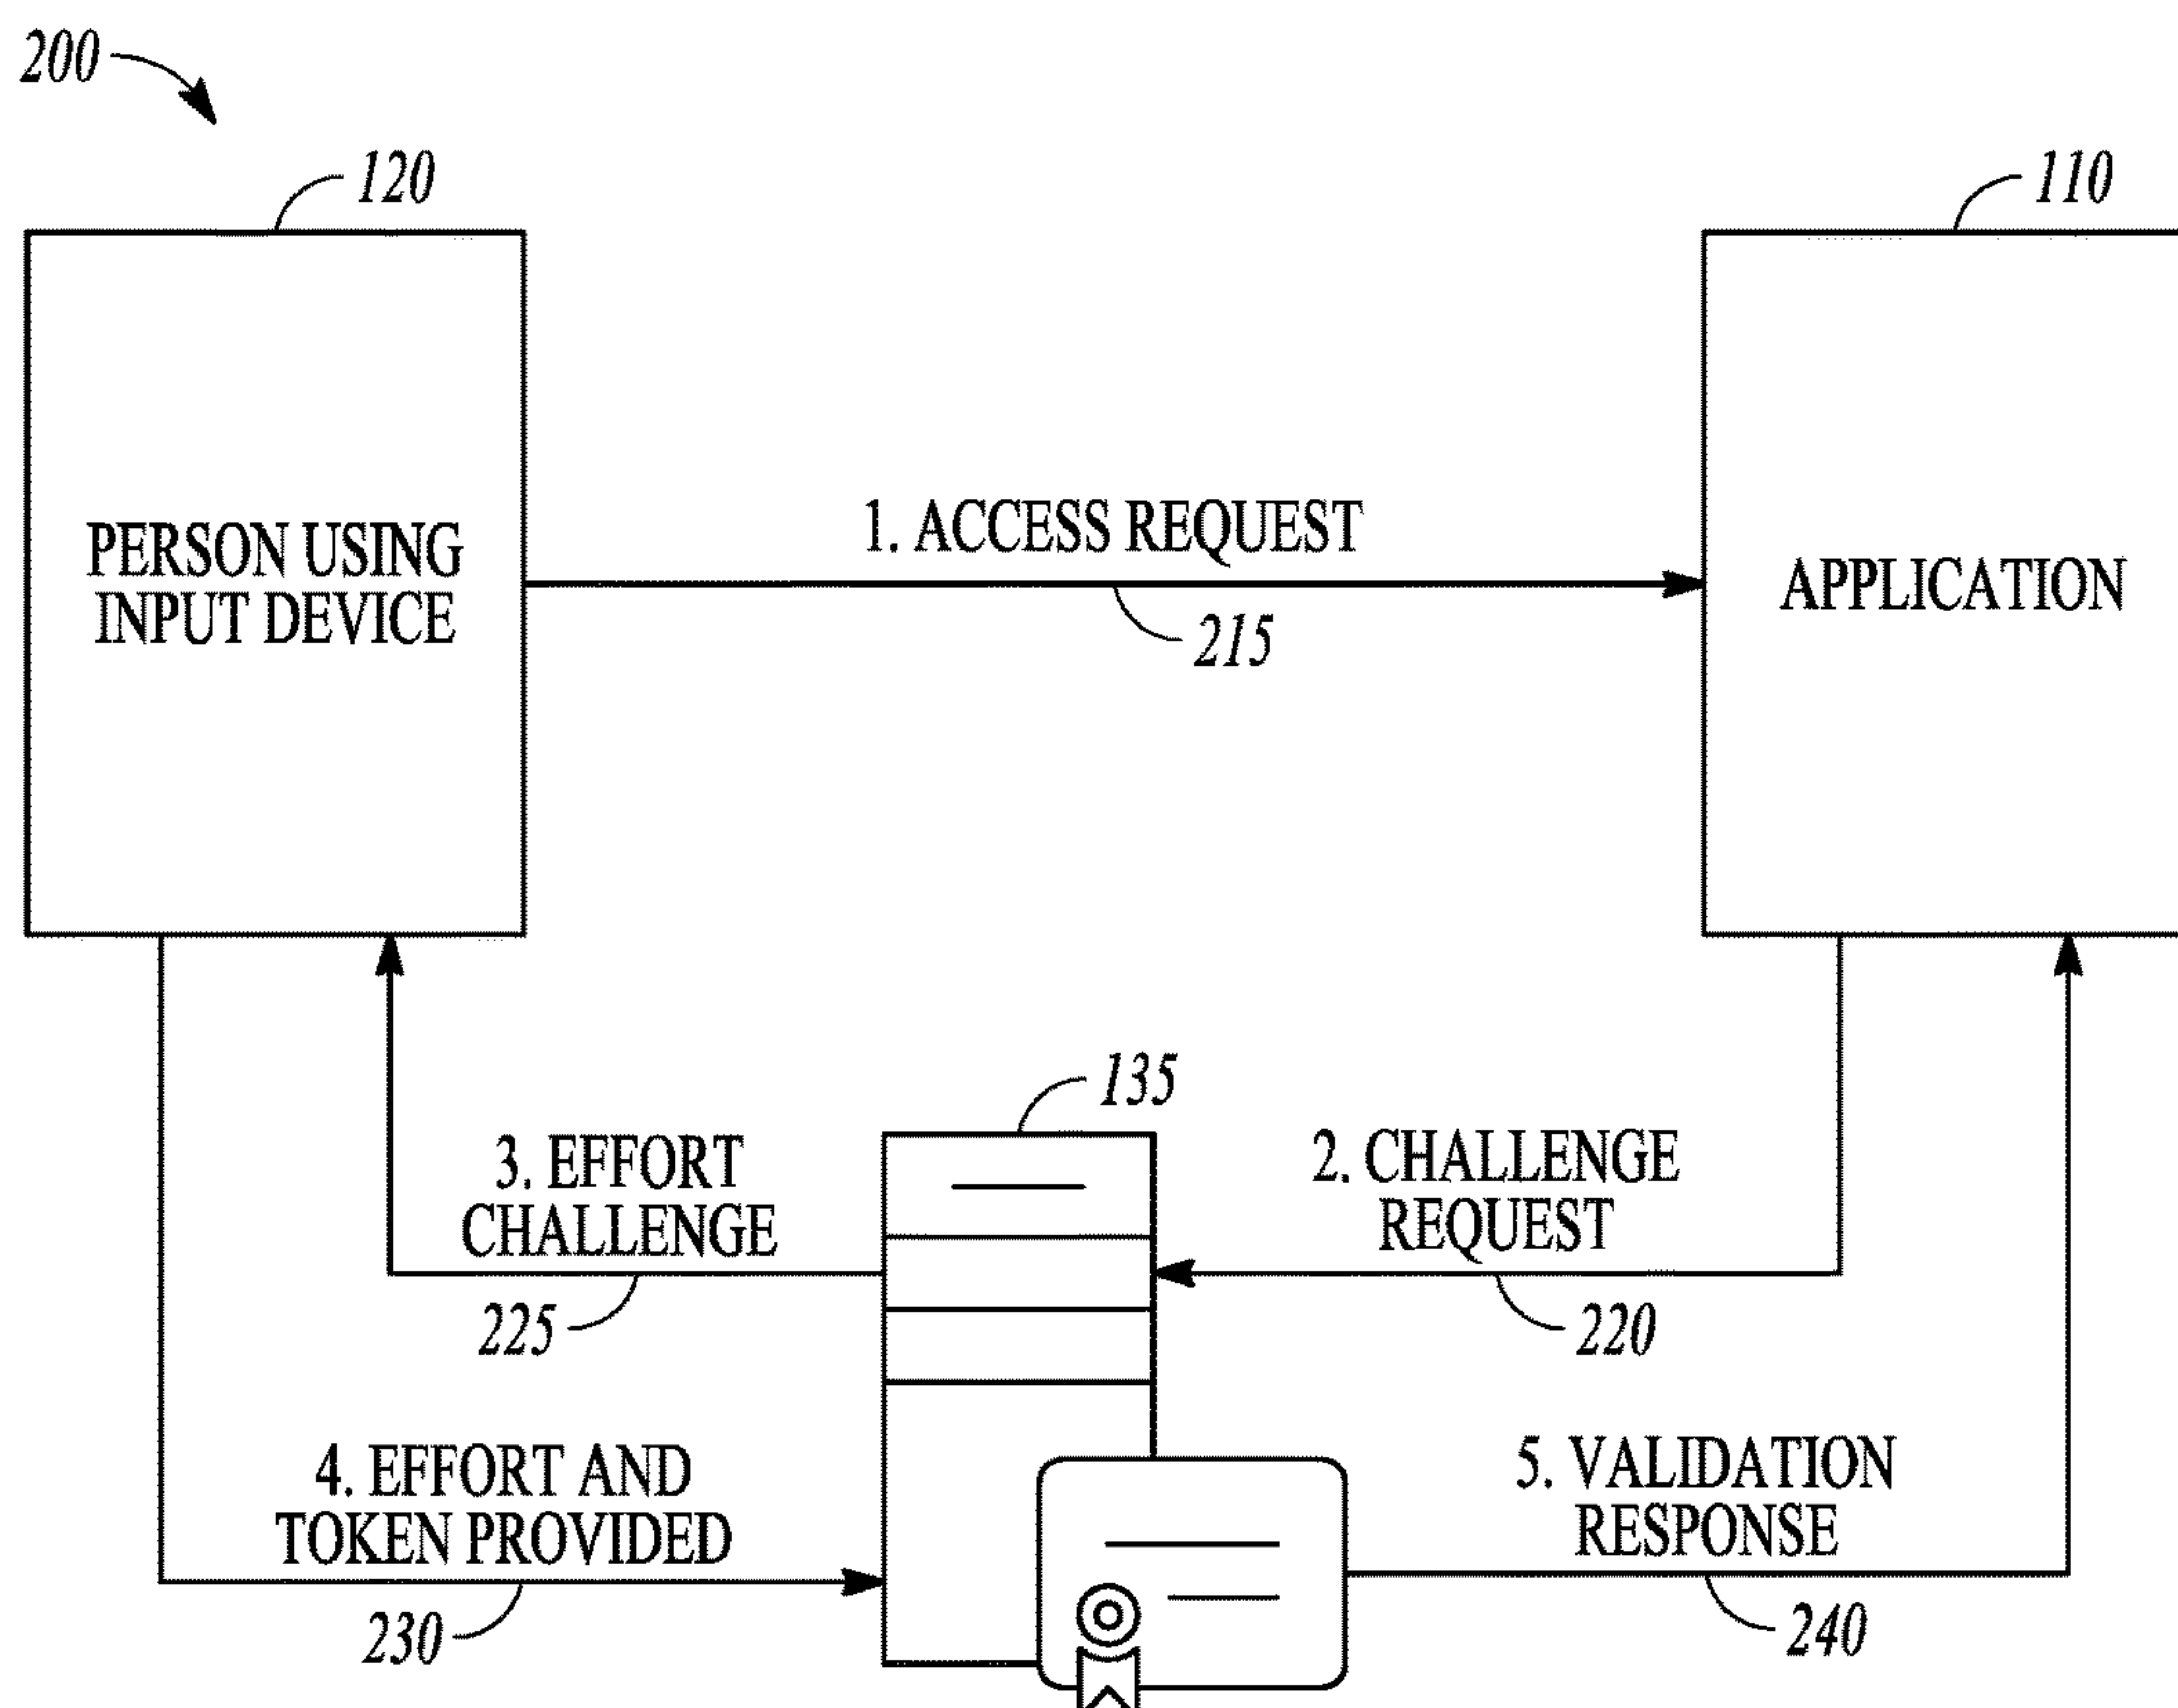 200
120
110
PERSON USING
INPUT DEVICE
1. ACCESS REQUEST
215
APPLICATION
135
3. EFFORT
CHALLENGE
225
2. CHALLENGE
REQUEST
220
4. EFFORT AND
TOKEN PROVIDED
230
5. VALIDATION
RESPONSE
240